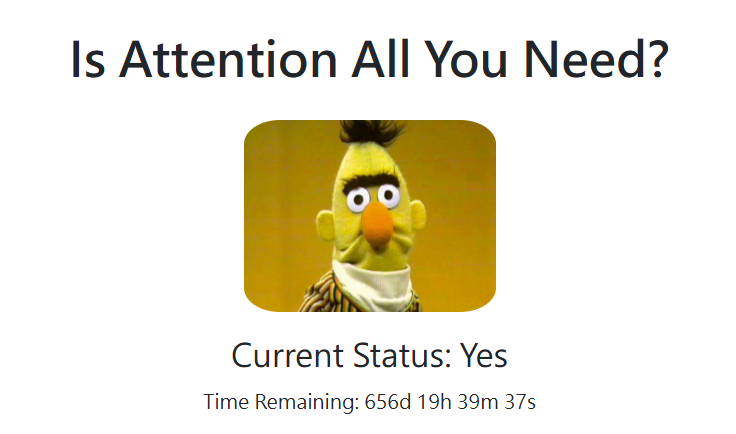 Is Attention All You Need?
Current Status: Yes
Time Remaining: 656d 19h 39m 37s